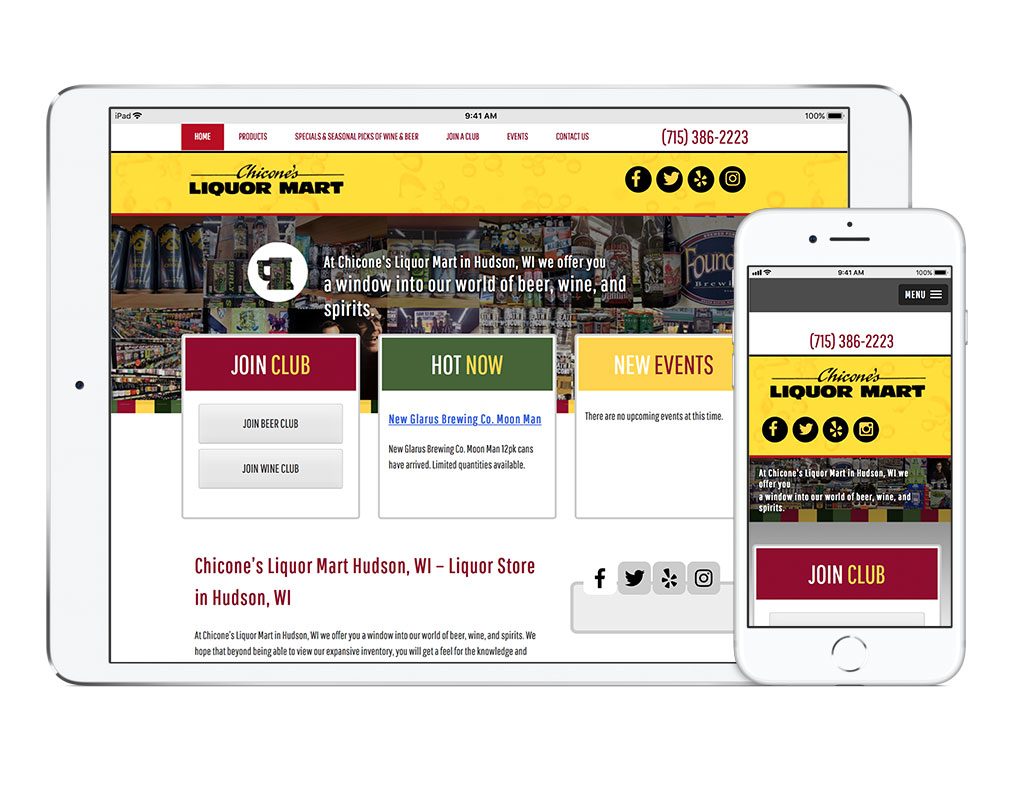 iPad 9:41 AM 100%
HOME PRODUCTS SPECIALS & SEASONAL PICKS OF WINE & BEER JOIN A CLUB EVENTS CONTACT US (715) 386-2223
Chicone's
LIQUOR MART
At Chicone's Liquor Mart in Hudson, WI we offer you
a window into our world of beer, wine, and
spirits.
SURLY
Found
Brewi
JOIN CLUB
JOIN BEER CLUB
JOIN WINE CLUB
HOT NOW
New Glarus Brewing Co. Moon Man
New Glarus Brewing Co. Moon Man 12pk cans
have arrived. Limited quantities available.
NEW EVENTS
There are no upcoming events at this time.
Chicone's Liquor Mart Hudson, WI – Liquor Store
in Hudson, WI
At Chicone's Liquor Mart in Hudson, WI we offer you a window into our world of beer, wine, and spirits. We
hope that beyond being able to view our expansive inventory, you will get a feel for the knowledge and
9:41 AM 100%
MENU
(715) 386-2223
Chicone's
LIQUOR MART
At Chicone's Liquor Mart in Hudson, WI we
offer you
a window into our world of beer, wine, and
spirits.
JOIN CLUB